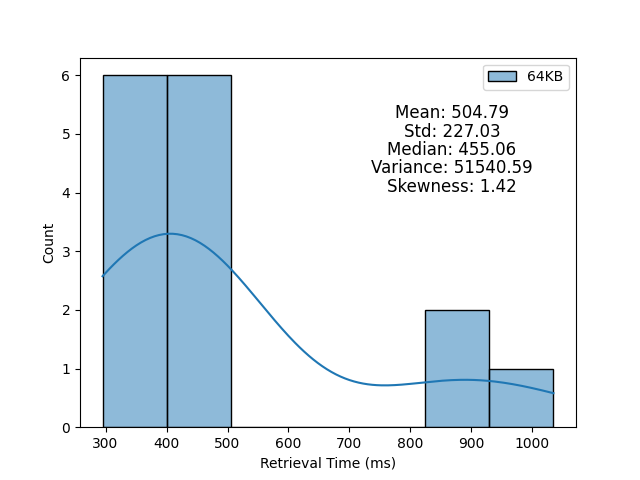 64KB
Mean: 504.79
Std: 227.03
Median: 455.06
Variance: 51540.59
Skewness: 1.42
6
5
4
3
2
1
0
Count
300 400 500 600 700 800 900 1000
Retrieval Time (ms)